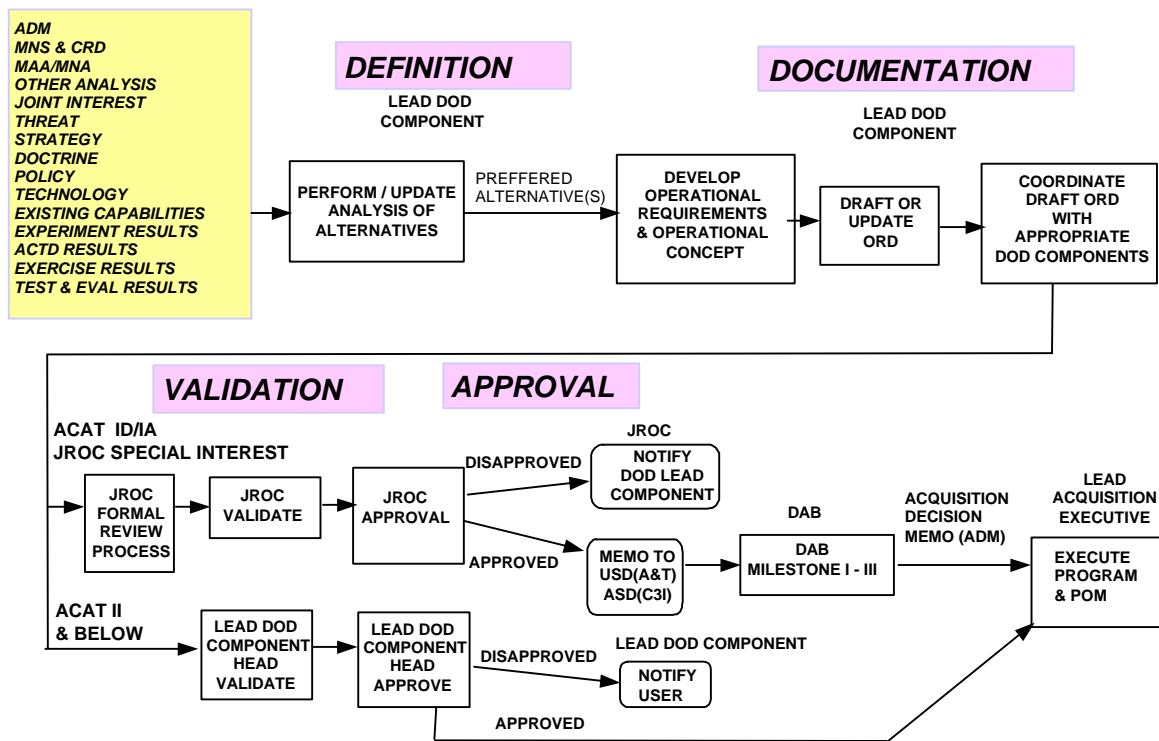 ADM
MNS & CRD
MAA/MNA
OTHER ANALYSIS
JOINT INTEREST
THREAT
STRATEGY
DOCTRINE
POLICY
TECHNOLOGY
EXISTING CAPABILITIES
EXPERIMENT RESULTS
ACTD RESULTS
EXERCISE RESULTS
TEST & EVAL RESULTS
DEFINITION
LEAD DOD
COMPONENT
PERFORM / UPDATE
ANALYSIS OF
ALTERNATIVES
PREFFERED
ALTERNATIVE(S)
DOCUMENTATION
LEAD DOD
COMPONENT
DEVELOP
OPERATIONAL
REQUIREMENTS
& OPERATIONAL
CONCEPT
DRAFT OR
UPDATE
ORD
COORDINATE
DRAFT ORD
WITH
APPROPRIATE
DOD COMPONENTS
VALIDATION
APPROVAL
ACAT ID/IA
JROC SPECIAL INTEREST
JROC
FORMAL
REVIEW
PROCESS
JROC
VALIDATE
JROC
APPROVAL
DISAPPROVED
JROC
NOTIFY
DOD LEAD
COMPONENT
APPROVED
MEMO TO
USD(A&T)
ASD(C3I)
DAB
DAB
MILESTONE I - III
ACQUISITION
DECISION
MEMO (ADM)
LEAD
ACQUISITION
EXECUTIVE
EXECUTE
PROGRAM
& POM
ACAT II
& BELOW
LEAD DOD
COMPONENT
HEAD
VALIDATE
LEAD DOD
COMPONENT
HEAD
APPROVE
DISAPPROVED
LEAD DOD COMPONENT
NOTIFY
USER
APPROVED